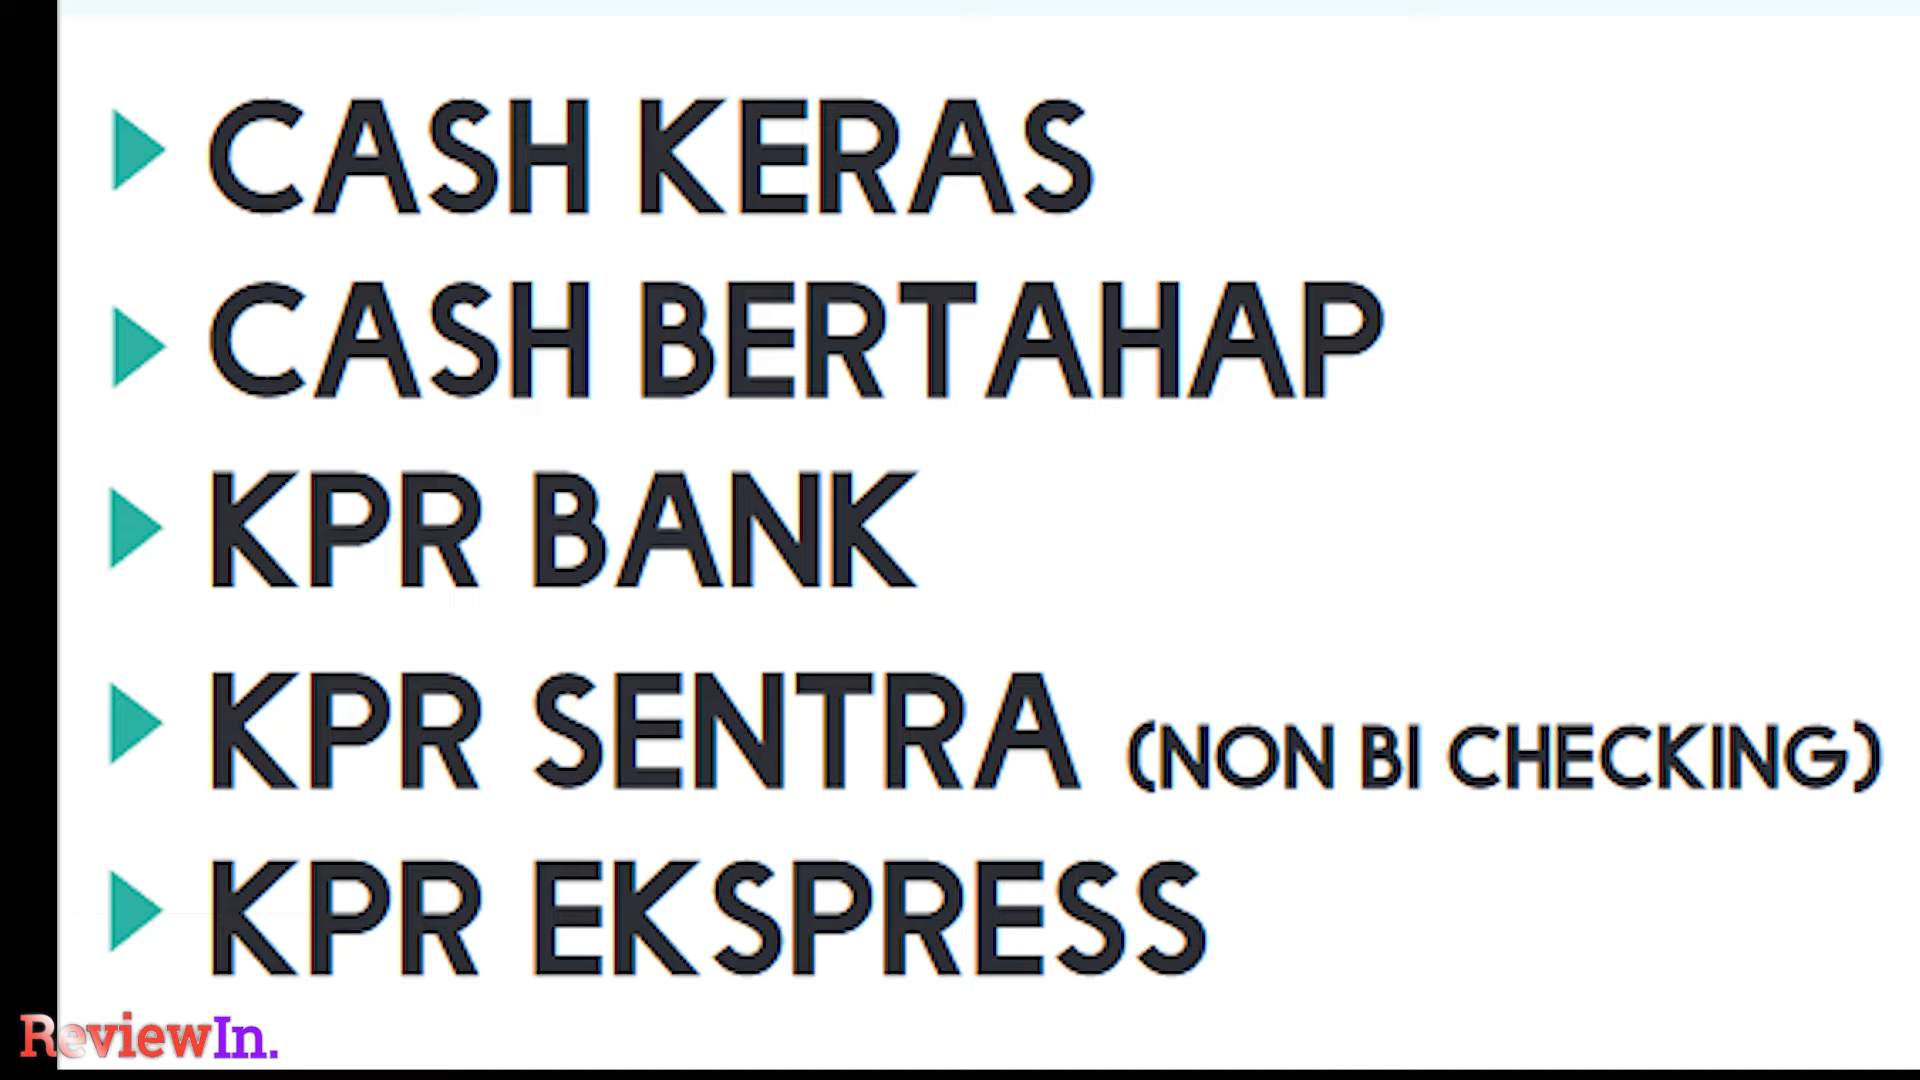 CASH KERAS
CASH BERTAHAP
KPR BANK
KPR SENTRA (NON BI CHECKING)
KPR EKSPRESS
ReviewIn.